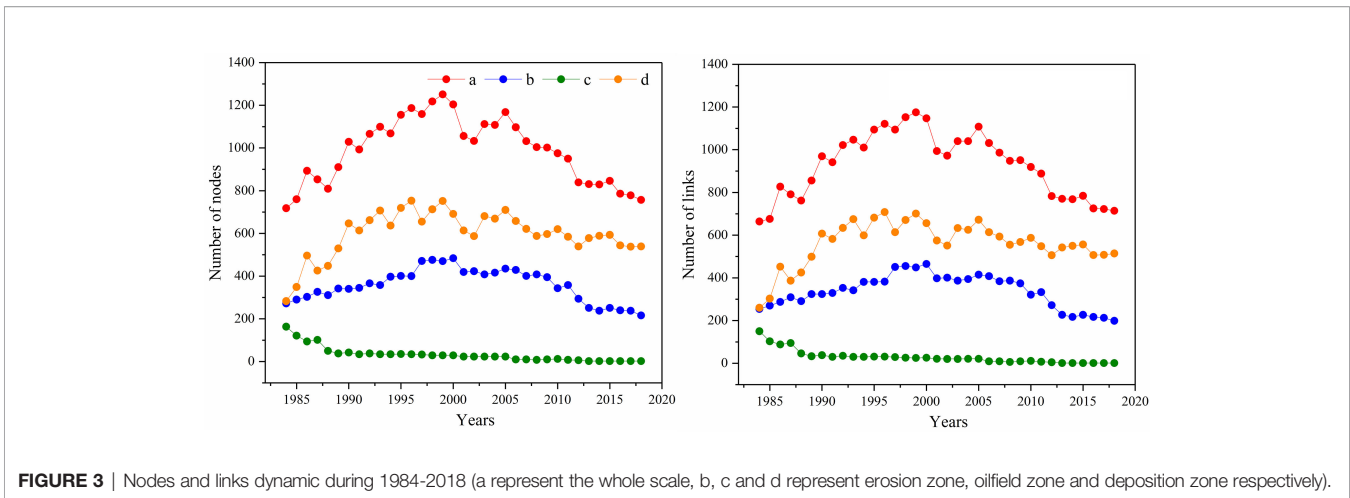 1400
1200
1000
800
600
400
200
0
Number of nodes
a b c d
1985 1990 1995 2000 2005 2010 2015 2020
Years
1400
1200
1000
800
600
400
200
0
Number of links
1985 1990 1995 2000 2005 2010 2015 2020
Years
FIGURE 3 | Nodes and links dynamic during 1984-2018 (a represent the whole scale, b, c and d represent erosion zone, oilfield zone and deposition zone respectively).